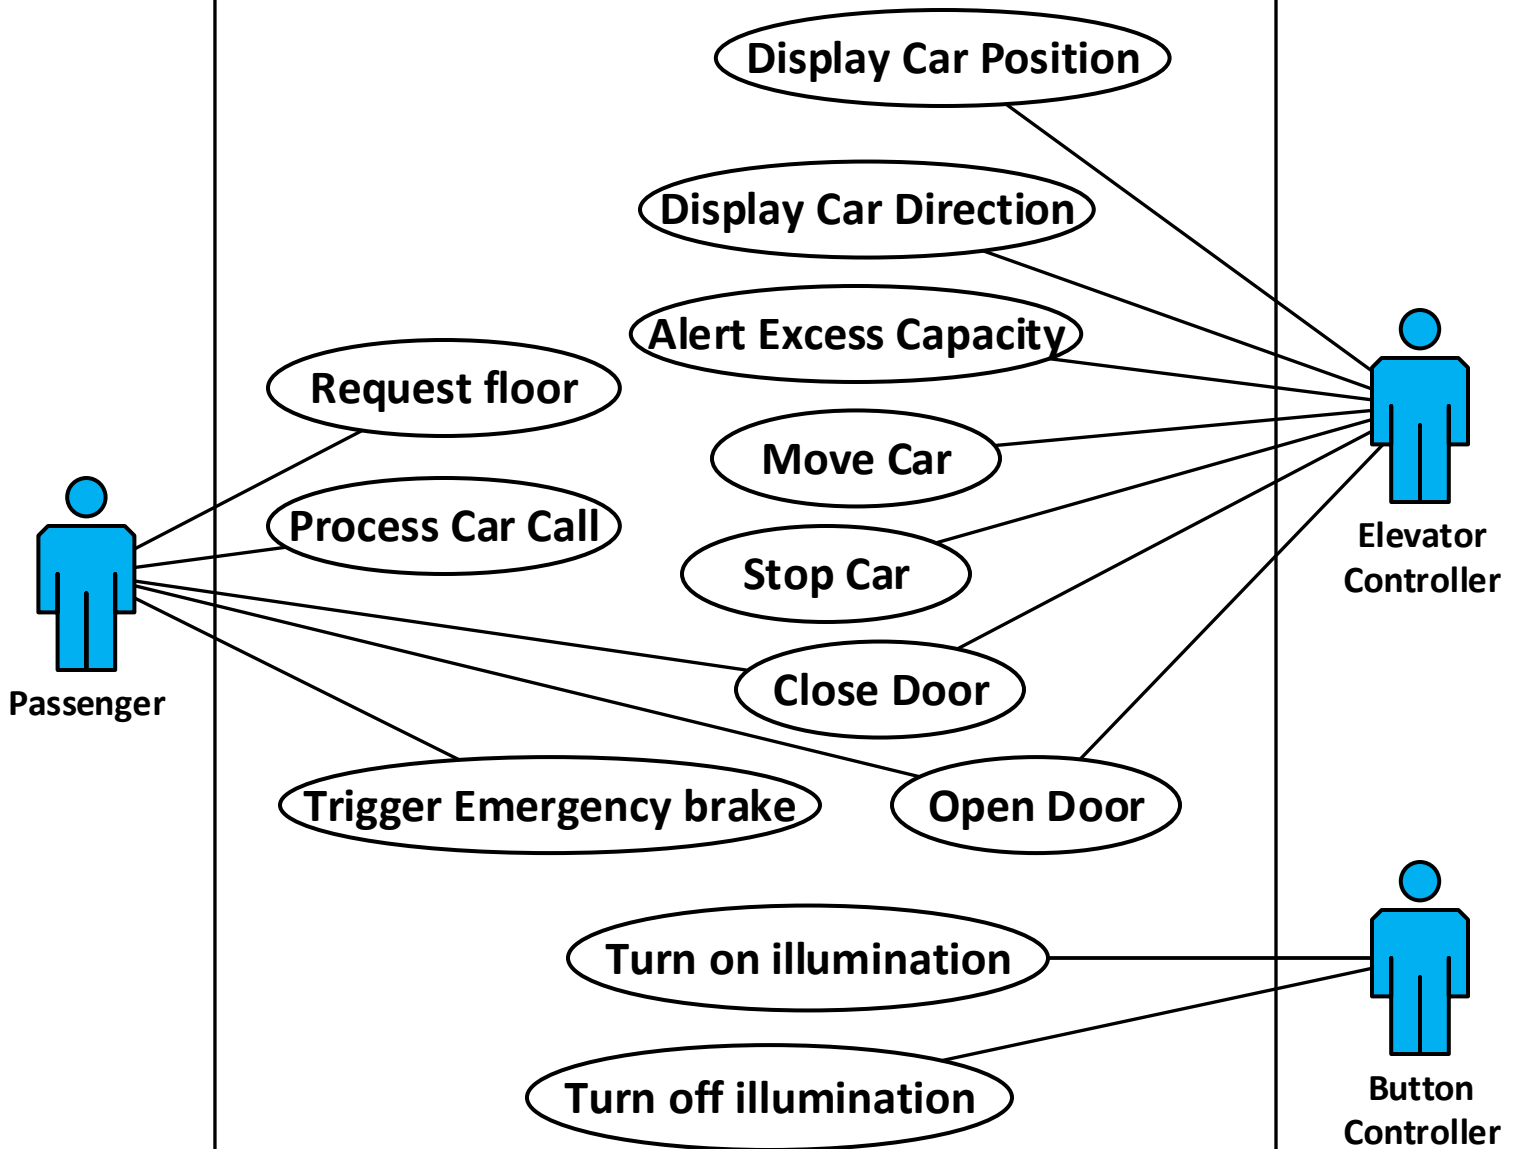 Display Car Position
Display Car Direction
Alert Excess Capacity
Request floor
Move Car
Process Car Call
Elevator
Controller
Stop Car
Passenger
Close Door
Trigger Emergency brake
Open Door
Turn on illumination
Turn off illumination
Button
Controller